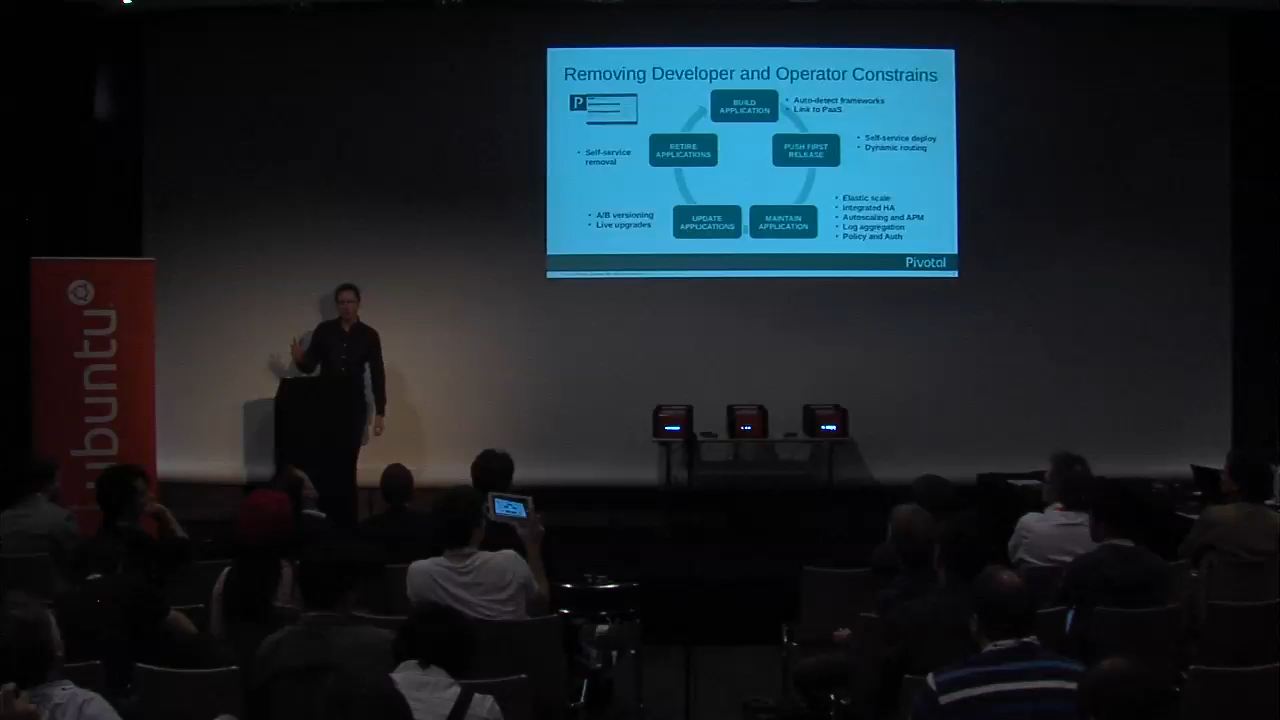 Removing Developer and Operator Constrains
P
BUILD
APPLICATION
• Auto-detect frameworks
• Link to PaaS
RETIRE
APPLICATIONS
PUSH FIRST
RELEASE
• Self-service deploy
• Dynamic routing
• Self-service
removal
• A/B versioning
• Live upgrades
UPDATE
APPLICATIONS
MAINTAIN
APPLICATION
• Elastic scale
• Integrated HA
• Autoscaling and APM
• Log aggregation
• Policy and Auth
Pivotal
ubuntu